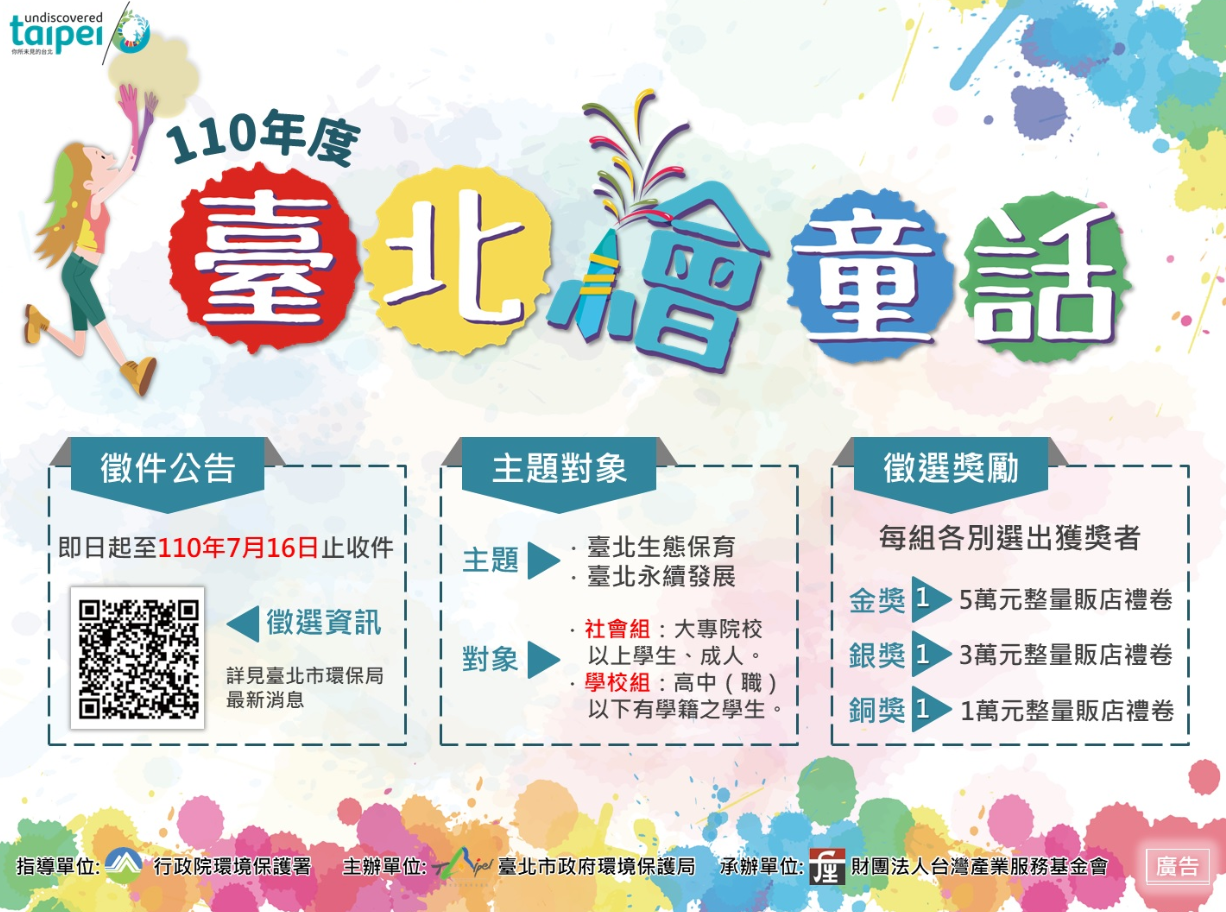 undiscovered
taipei
你所未見的台北
110年度
臺北繪童話
徵件公告
即日起至110年7月16日止收件
徵選資訊
詳見臺北市環保局
最新消息
主題對象
主題
·臺北生態保育
·臺北永續發展
對象
·社會組：大專院校
以上學生、成人。
·學校組：高中（職）
以下有學籍之學生。
徵選獎勵
每組各別選出獲獎者
金獎 1 5萬元整量販店禮卷
銀獎 1 3萬元整量販店禮卷
銅獎 1 1萬元整量販店禮卷
指導單位: 行政院環境保護署 主辦單位: Taipei 臺北市政府環境保護局 承辦單位: 財團法人台灣產業服務基金會
廣告